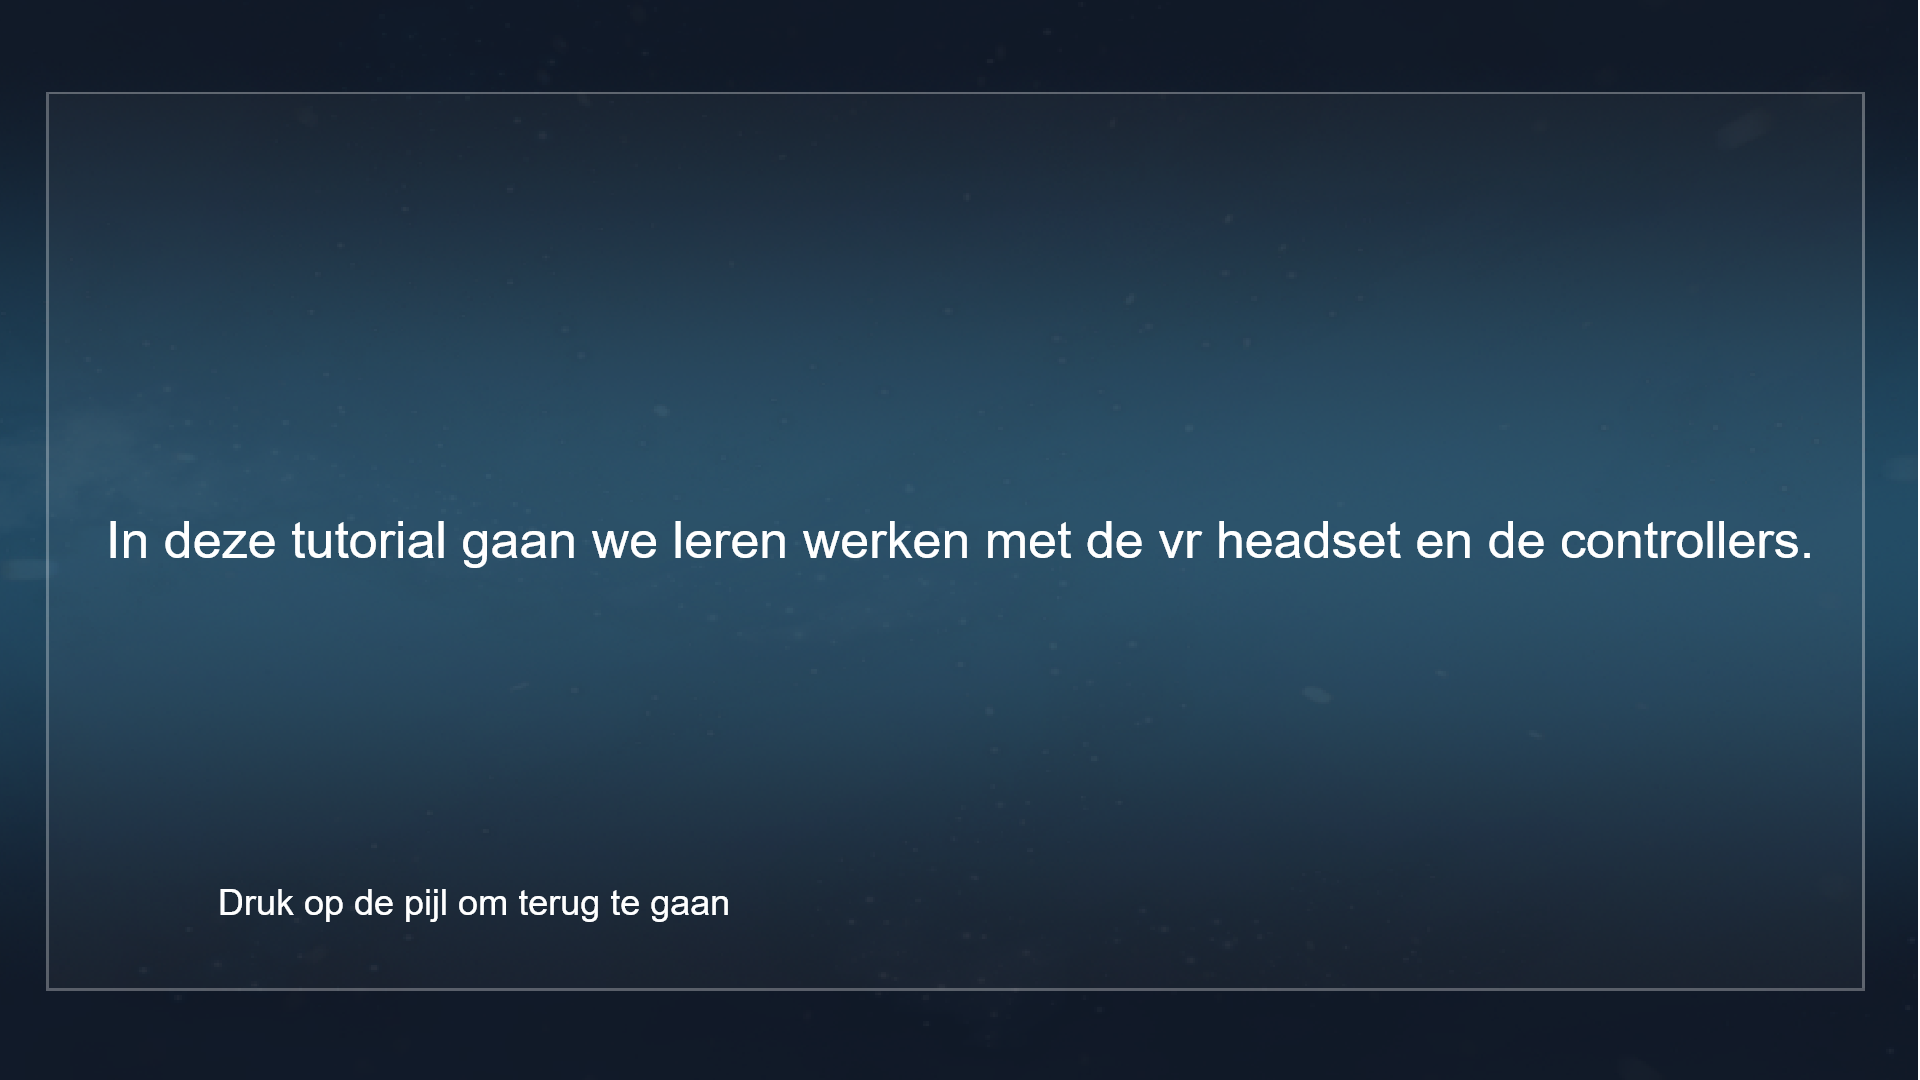 In deze tutorial gaan we leren werken met de vr headset en de controllers.
Druk op de pijl om terug te gaan